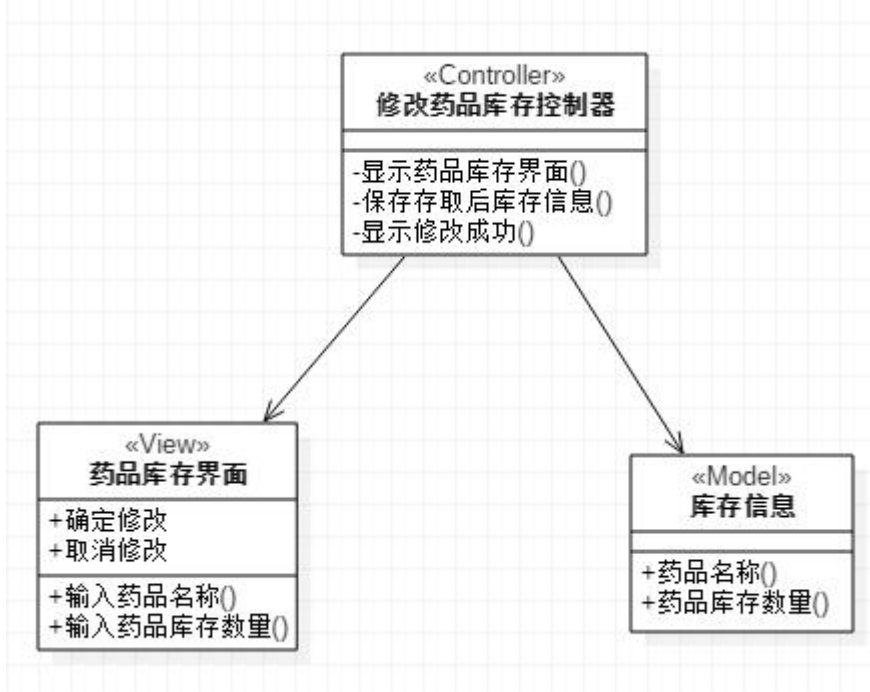 «Controller»
修改药品库存控制器
-显示药品库存界面()
-保存存取后库存信息()
-显示修改成功()
«View»
药品库存界面
+确定修改
+取消修改
+输入药品名称()
+输入药品库存数量()
«Model»
库存信息
+药品名称()
+药品库存数量()